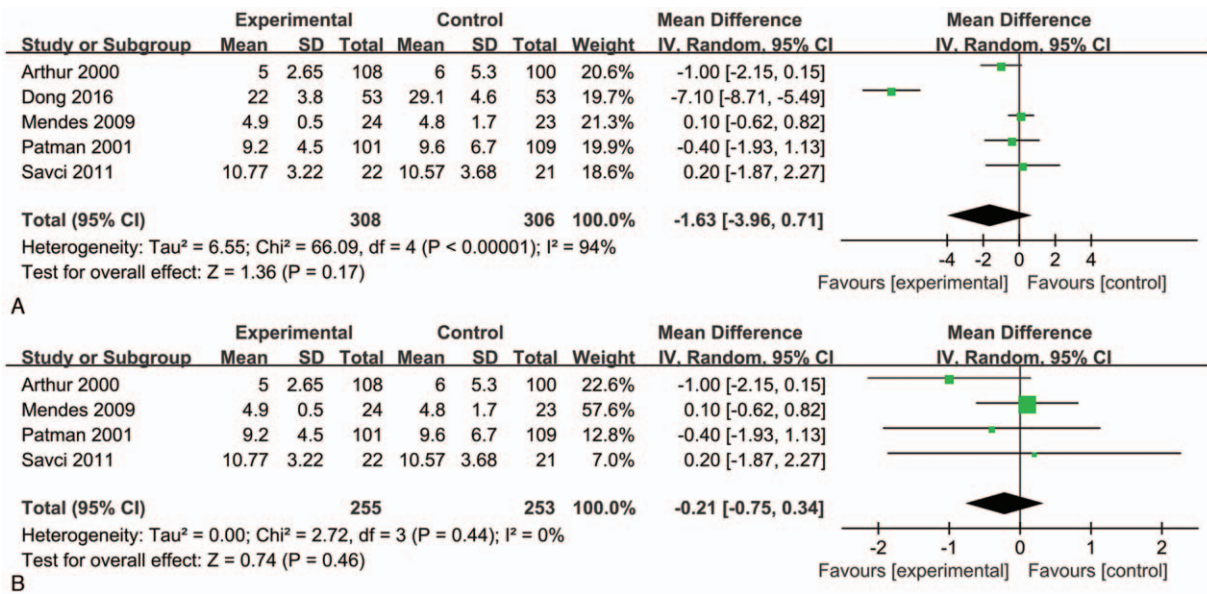 Experimental Control Mean Difference Mean Difference
Study or Subgroup Mean SD Total Mean SD Total Weight IV, Random, 95% CI IV, Random, 95% CI
Arthur 2000 5 2.65 108 6 5.3 100 20.6% -1.00 [-2.15, 0.15]
Dong 2016 22 3.8 53 29.1 4.6 53 19.7% -7.10 [-8.71, -5.49]
Mendes 2009 4.9 0.5 24 4.8 1.7 23 21.3% 0.10 [-0.62, 0.82]
Patman 2001 9.2 4.5 101 9.6 6.7 109 19.9% -0.40 [-1.93, 1.13]
Savci 2011 10.77 3.22 22 10.57 3.68 21 18.6% 0.20 [-1.87, 2.27]
Total (95% CI) 308 306 100.0% -1.63 [-3.96, 0.71]
Heterogeneity: Tau² = 6.55; Chi² = 66.09, df = 4 (P < 0.00001); I² = 94%
Test for overall effect: Z = 1.36 (P = 0.17)
-4 -2 0 2 4
Favours [experimental] Favours [control]
A
Experimental Control Mean Difference Mean Difference
Study or Subgroup Mean SD Total Mean SD Total Weight IV, Random, 95% CI IV, Random, 95% CI
Arthur 2000 5 2.65 108 6 5.3 100 22.6% -1.00 [-2.15, 0.15]
Mendes 2009 4.9 0.5 24 4.8 1.7 23 57.6% 0.10 [-0.62, 0.82]
Patman 2001 9.2 4.5 101 9.6 6.7 109 12.8% -0.40 [-1.93, 1.13]
Savci 2011 10.77 3.22 22 10.57 3.68 21 7.0% 0.20 [-1.87, 2.27]
Total (95% CI) 255 253 100.0% -0.21 [-0.75, 0.34]
Heterogeneity: Tau² = 0.00; Chi² = 2.72, df = 3 (P = 0.44); I² = 0%
Test for overall effect: Z = 0.74 (P = 0.46)
-2 -1 0 1 2
Favours [experimental] Favours [control]
B